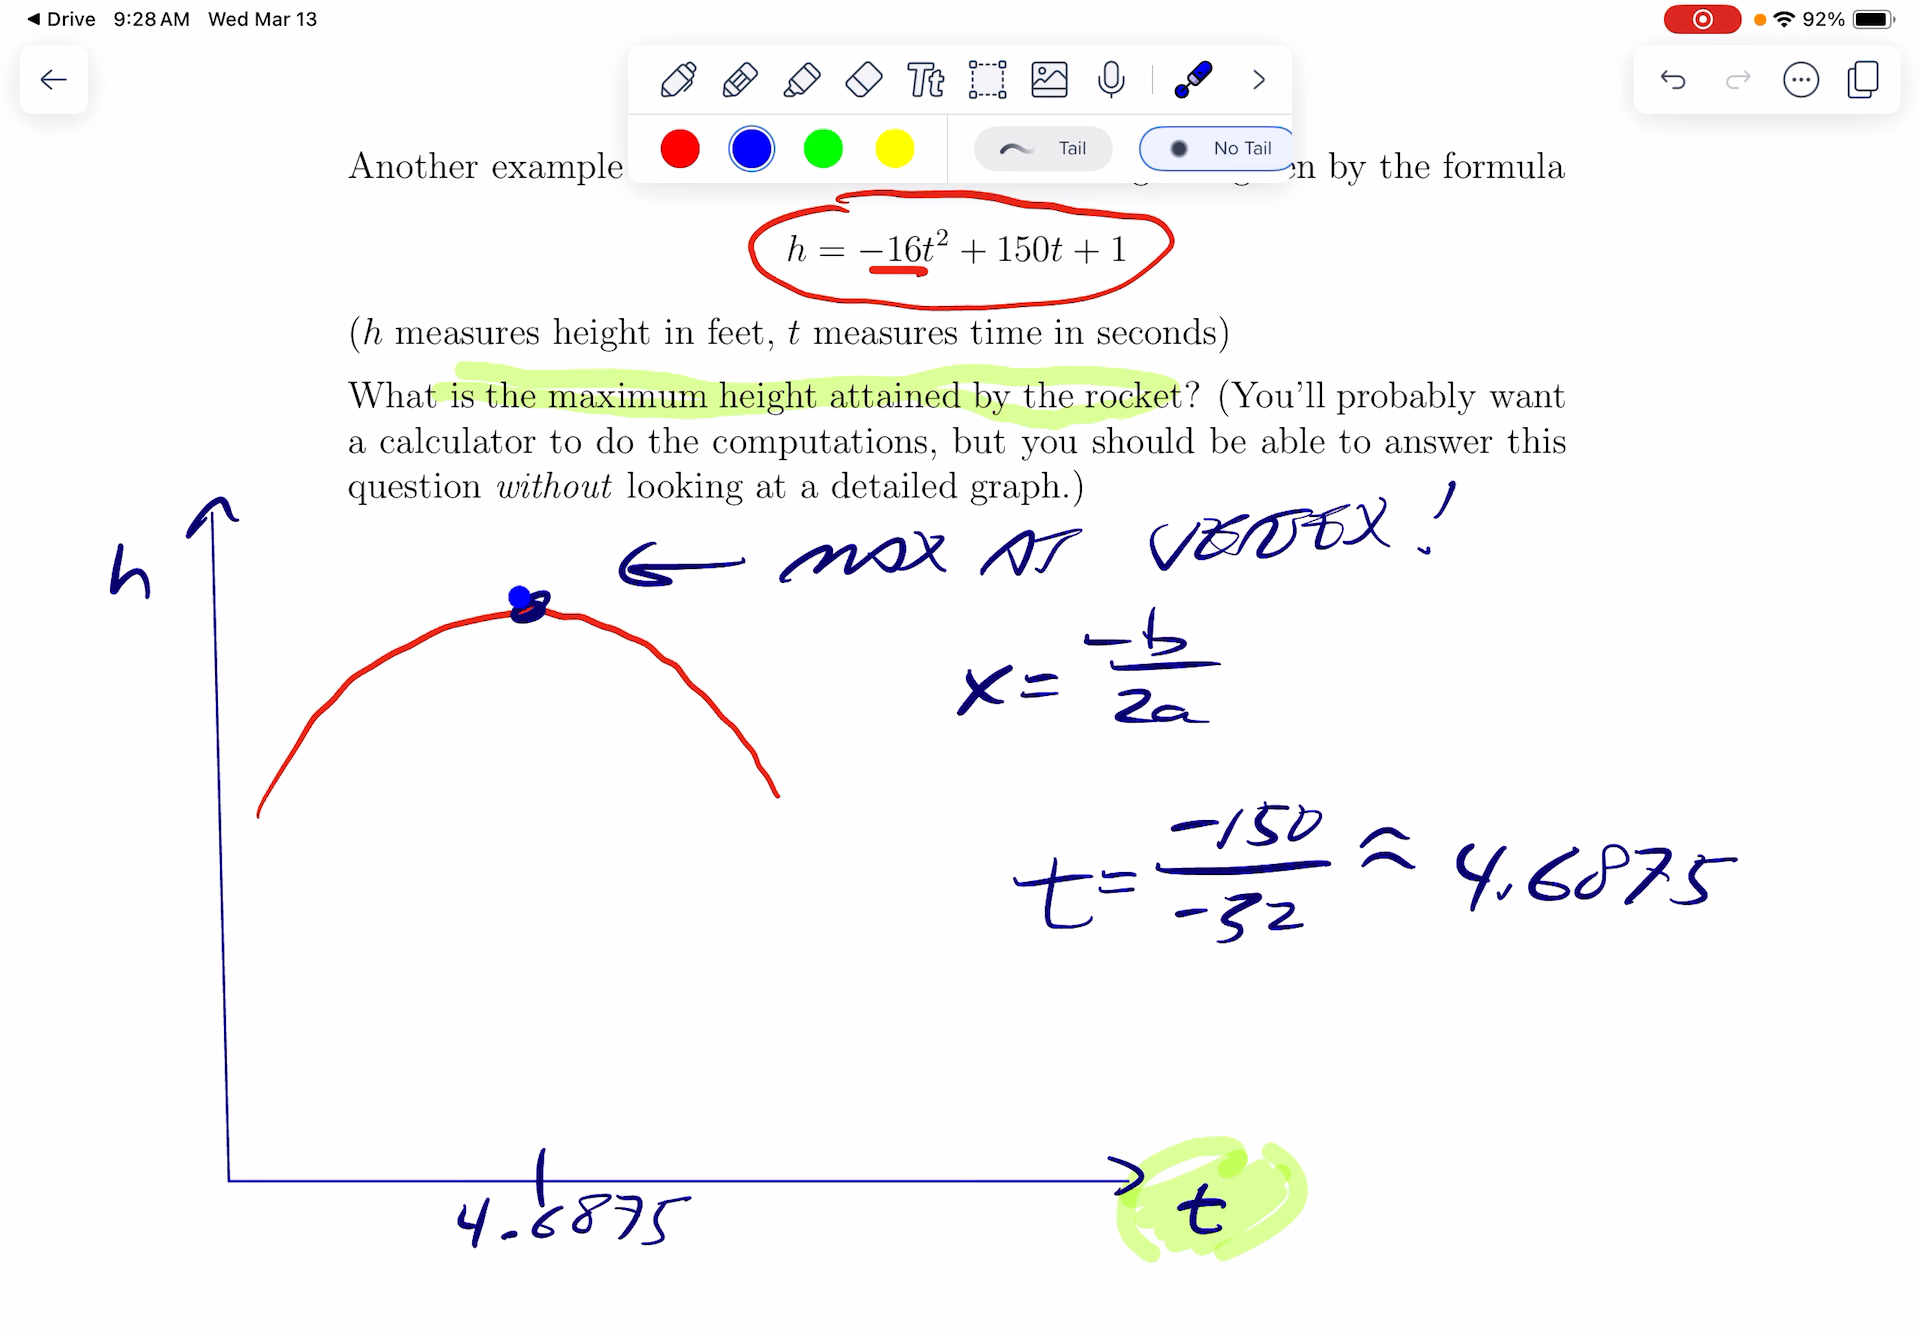 Drive 9:28 AM Wed Mar 13
92%
Tt
Tail
No Tail
Another example
en by the formula
h = −16t² + 150t + 1
(h measures height in feet, t measures time in seconds)
What is the maximum height attained by the rocket? (You'll probably want
a calculator to do the computations, but you should be able to answer this
question without looking at a detailed graph.)
h
← MAX AT VERTEX!
x = -b/2a
t = -150/-32 ≈ 4.6875
4.6875
t